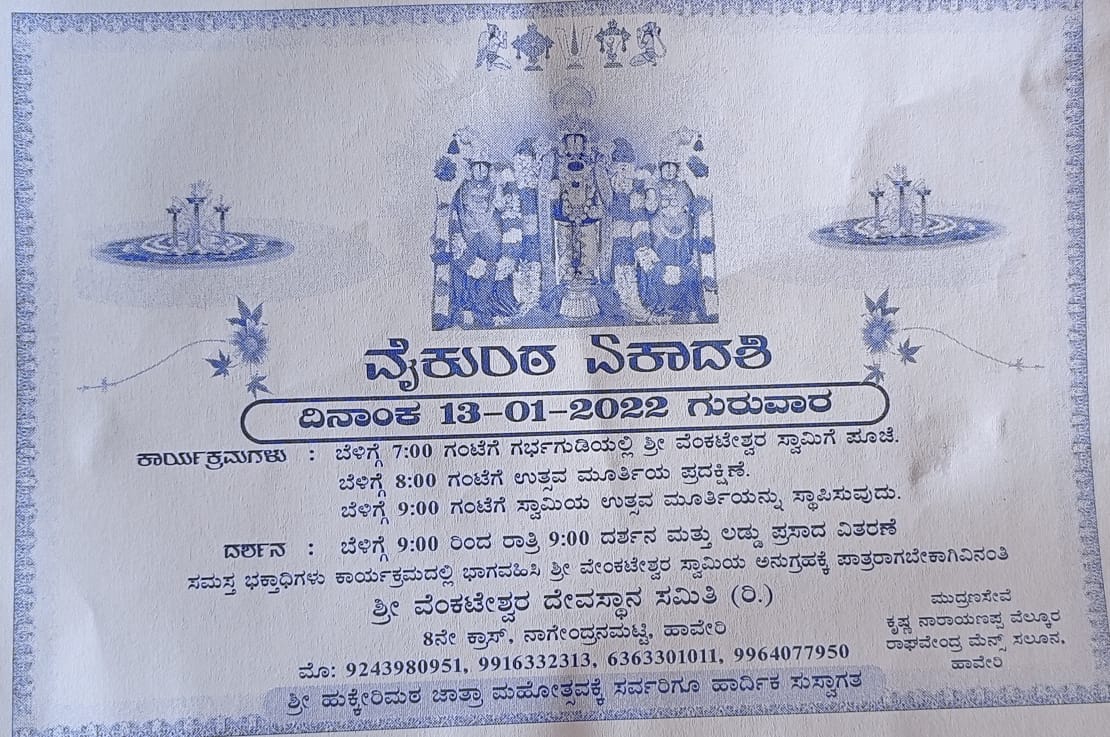 ವೈಕುಂಠ ಏಕಾದಶಿ
ದಿನಾಂಕ 13-01-2022 ಗುರುವಾರ
ಕಾರ್ಯಕ್ರಮಗಳು : ಬೆಳಿಗ್ಗೆ 7:00 ಗಂಟೆಗೆ ಗರ್ಭಗುಡಿಯಲ್ಲಿ ಶ್ರೀ ವೆಂಕಟೇಶ್ವರ ಸ್ವಾಮಿಗೆ ಪೂಜೆ.
ಬೆಳಿಗ್ಗೆ 8:00 ಗಂಟೆಗೆ ಉತ್ಸವ ಮೂರ್ತಿಯ ಪ್ರದಕ್ಷಿಣೆ.
ಬೆಳಿಗ್ಗೆ 9:00 ಗಂಟೆಗೆ ಸ್ವಾಮಿಯ ಉತ್ಸವ ಮೂರ್ತಿಯನ್ನು ಸ್ಥಾಪಿಸುವುದು.
ದರ್ಶನ : ಬೆಳಿಗ್ಗೆ 9:00 ರಿಂದ ರಾತ್ರಿ 9:00 ದರ್ಶನ ಮತ್ತು ಲಡ್ಡು ಪ್ರಸಾದ ವಿತರಣೆ
ಸಮಸ್ತ ಭಕ್ತಾಧಿಗಳು ಕಾರ್ಯಕ್ರಮದಲ್ಲಿ ಭಾಗವಹಿಸಿ ಶ್ರೀ ವೇಂಕಟೇಶ್ವರ ಸ್ವಾಮಿಯ ಅನುಗ್ರಹಕ್ಕೆ ಪಾತ್ರರಾಗಬೇಕಾಗಿವಿನಂತಿ
ಶ್ರೀ ವೆಂಕಟೇಶ್ವರ ದೇವಸ್ಥಾನ ಸಮಿತಿ (ರಿ.)
8ನೇ ಕ್ರಾಸ್, ನಾಗೇಂದ್ರನಮಟ್ಟಿ, ಹಾವೇರಿ
ಮೊ: 9243980951, 9916332313, 6363301011, 9964077950
ಮುದ್ರಣಸೇವೆ
ಕೃಷ್ಣ ನಾರಾಯಣಪ್ಪ ವೆಲ್ಕೂರ
ರಾಘವೇಂದ್ರ ಮೆನ್ಸ್ ಸಲೂನ,
ಹಾವೇರಿ
ಶ್ರೀ ಹುಕ್ಕೇರಿಮಠ ಜಾತ್ರಾ ಮಹೋತ್ಸವಕ್ಕೆ ಸರ್ವರಿಗೂ ಹಾರ್ದಿಕ ಸುಸ್ವಾಗತ